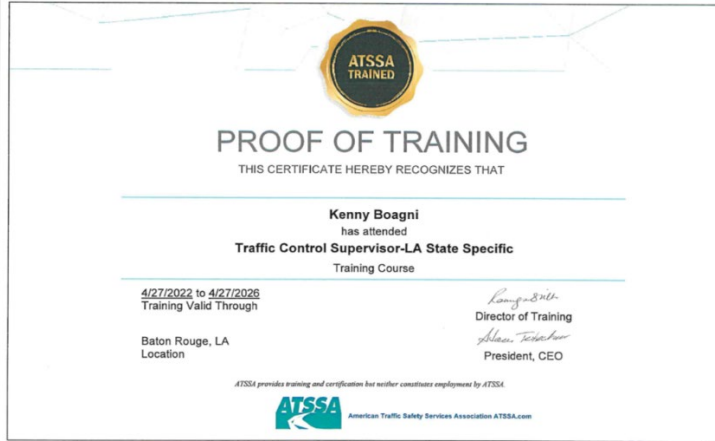 ATSSA
TRAINED
PROOF OF TRAINING
THIS CERTIFICATE HEREBY RECOGNIZES THAT
Kenny Boagni
has attended
Traffic Control Supervisor-LA State Specific
Training Course
4/27/2022 to 4/27/2026
Training Valid Through
Director of Training
Baton Rouge, LA
Location
President, CEO
ATSSA provides training and certification but neither constitutes employment by ATSSA.
ATSSA
American Traffic Safety Services Association ATSSA.com